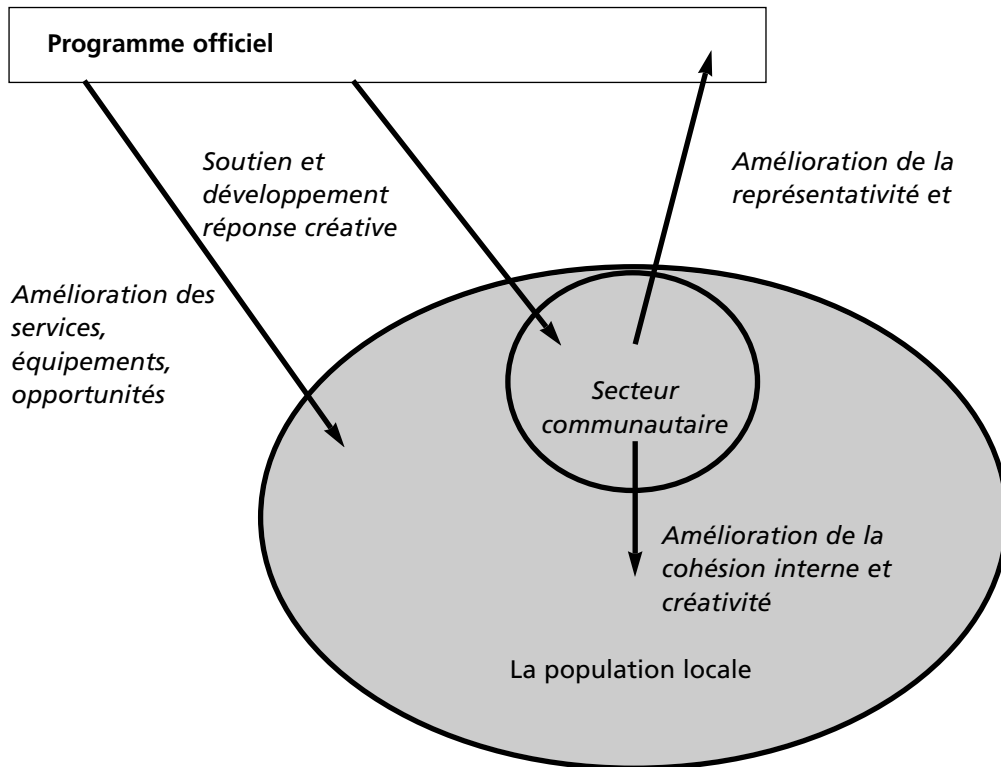 Programme officiel
Soutien et
développement
réponse créative
Amélioration de la
représentativité et
Amélioration des
services,
équipements,
opportunités
Secteur
communautaire
Amélioration de la
cohésion interne et
créativité
La population locale